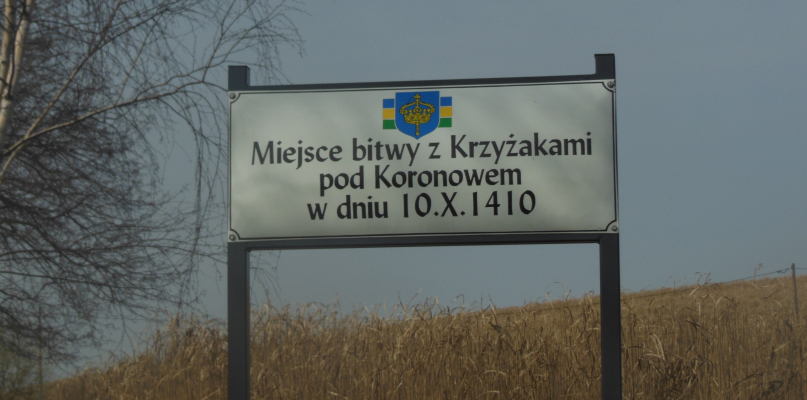 Miejsce bitwy z Krzyżakami
pod Koronowem
w dniu 10.X.1410